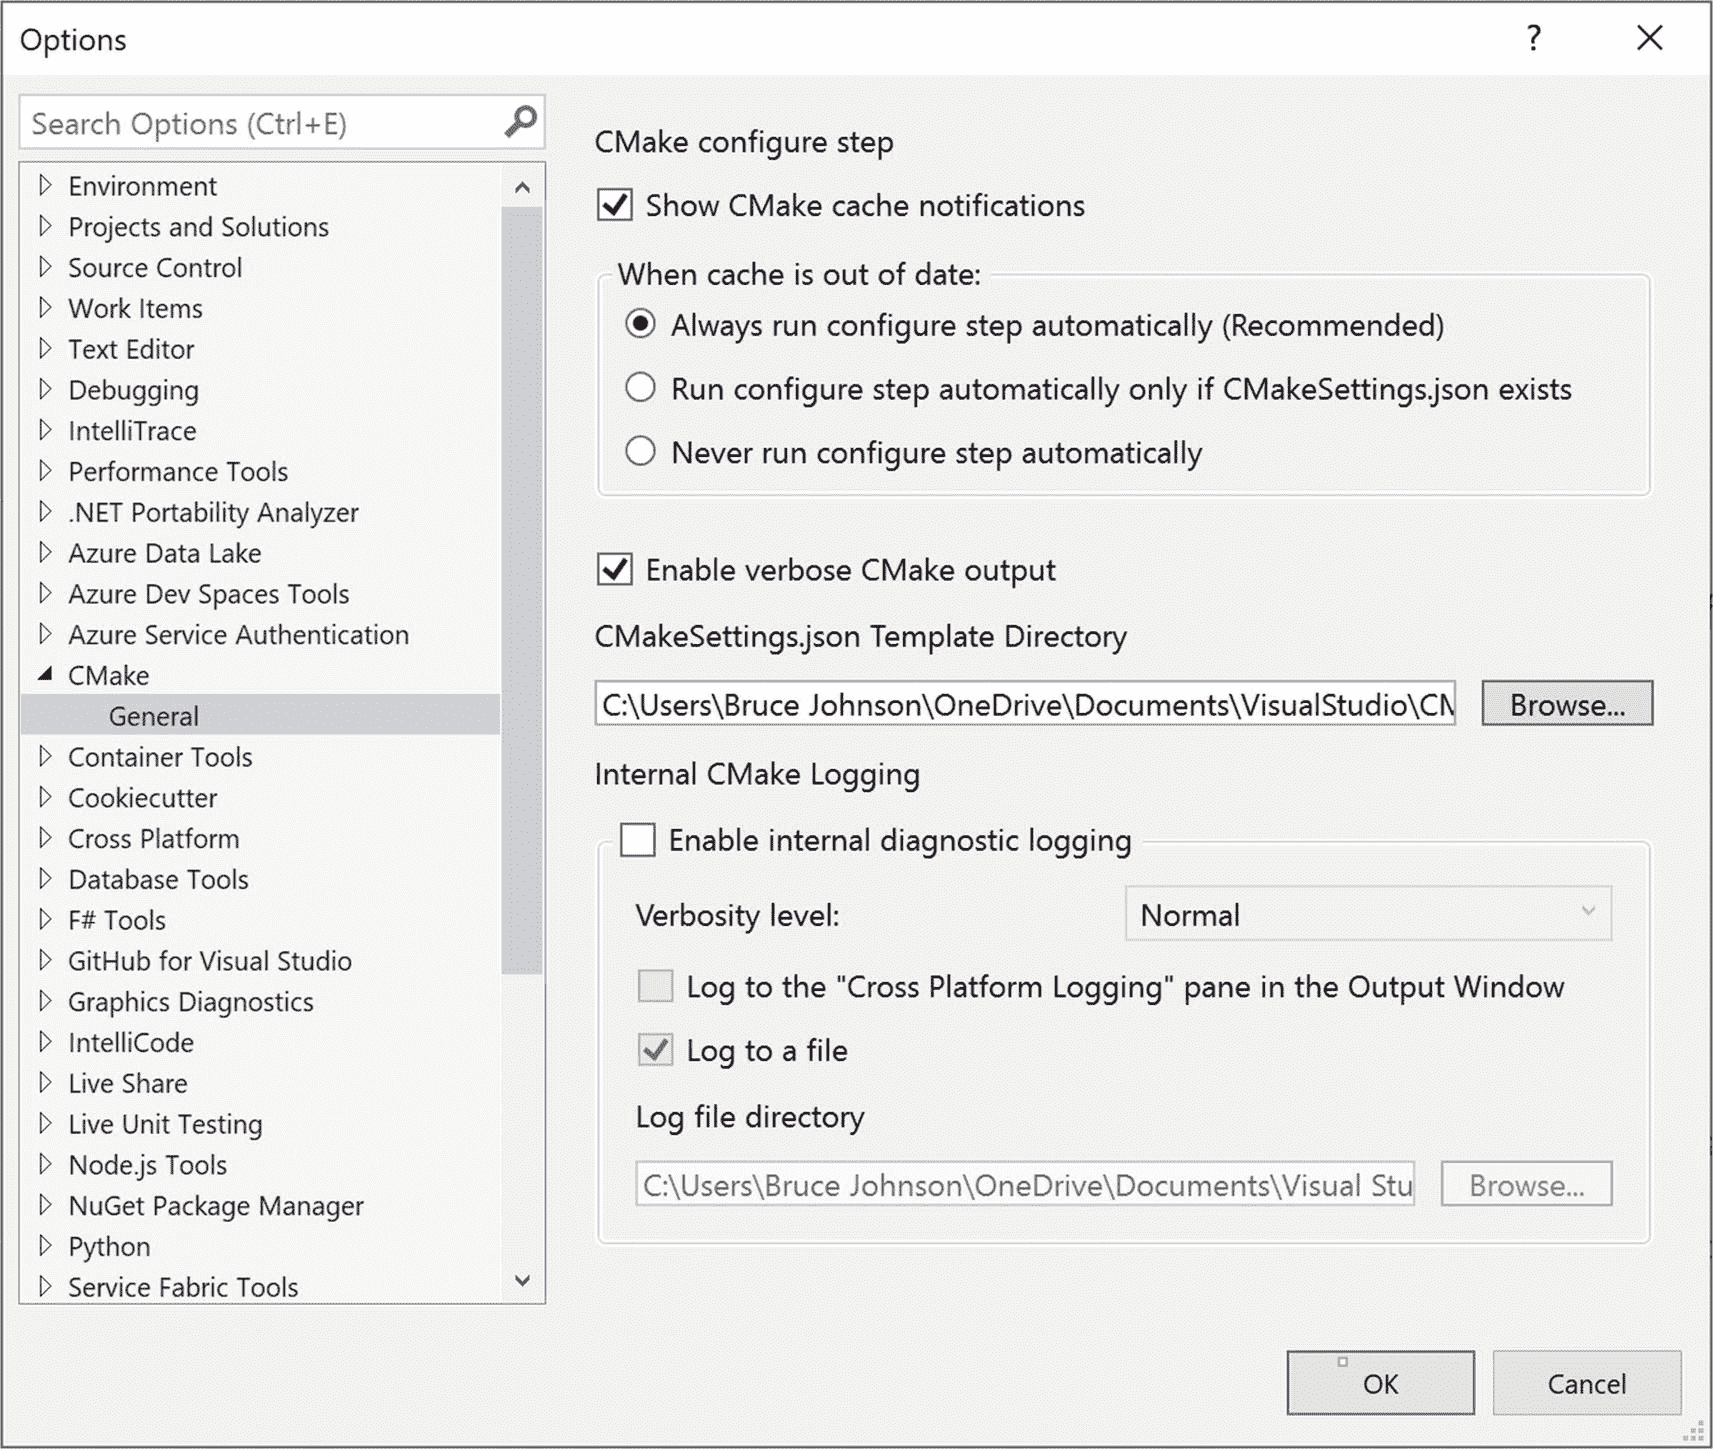 Options
?
Search Options (Ctrl+E)
Environment
Projects and Solutions
Source Control
Work Items
Text Editor
Debugging
IntelliTrace
Performance Tools
.NET Portability Analyzer
Azure Data Lake
Azure Dev Spaces Tools
Azure Service Authentication
CMake
General
Container Tools
Cookiecutter
Cross Platform
Database Tools
F# Tools
GitHub for Visual Studio
Graphics Diagnostics
IntelliCode
Live Share
Live Unit Testing
Node.js Tools
NuGet Package Manager
Python
Service Fabric Tools
CMake configure step
Show CMake cache notifications
When cache is out of date:
Always run configure step automatically (Recommended)
Run configure step automatically only if CMakeSettings.json exists
Never run configure step automatically
Enable verbose CMake output
CMakeSettings.json Template Directory
C:\Users\Bruce Johnson\OneDrive\Documents\VisualStudio\CM
Browse...
Internal CMake Logging
Enable internal diagnostic logging
Verbosity level:
Normal
Log to the "Cross Platform Logging" pane in the Output Window
Log to a file
Log file directory
C:\Users\Bruce Johnson\OneDrive\Documents\Visual Stu
Browse...
OK
Cancel